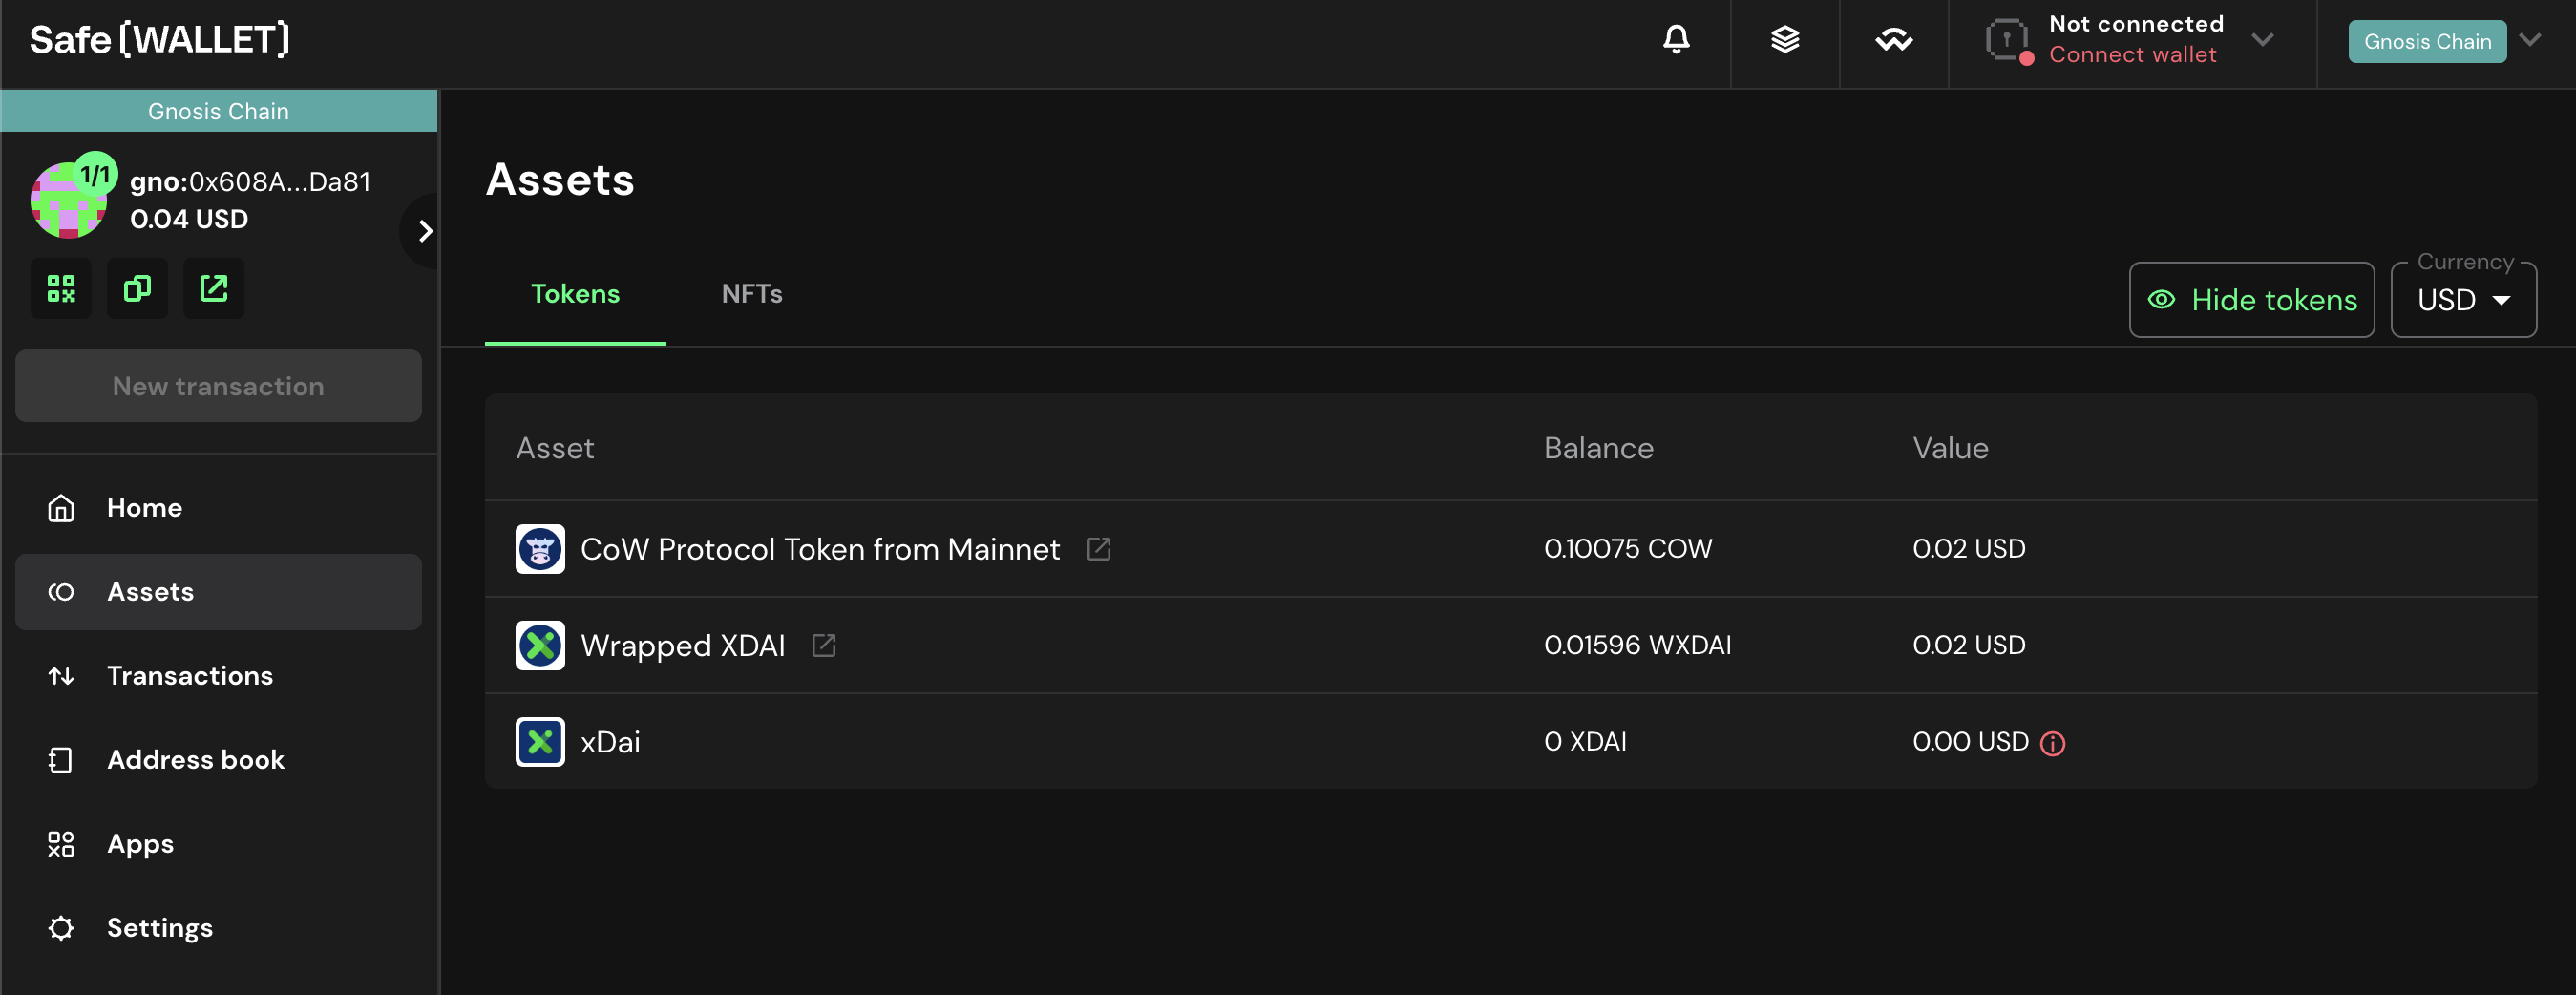 Safe[WALLET]
Not connected
Connect wallet
Gnosis Chain
Gnosis Chain
1/1
gno:0x608A...Da81
0.04 USD
New transaction
Home
Assets
Transactions
Address book
Apps
Settings
Assets
Tokens
NFTs
Hide tokens
Currency
USD
Asset Balance Value
CoW Protocol Token from Mainnet 0.10075 COW 0.02 USD
Wrapped XDAI 0.01596 WXDAI 0.02 USD
xDai 0 XDAI 0.00 USD